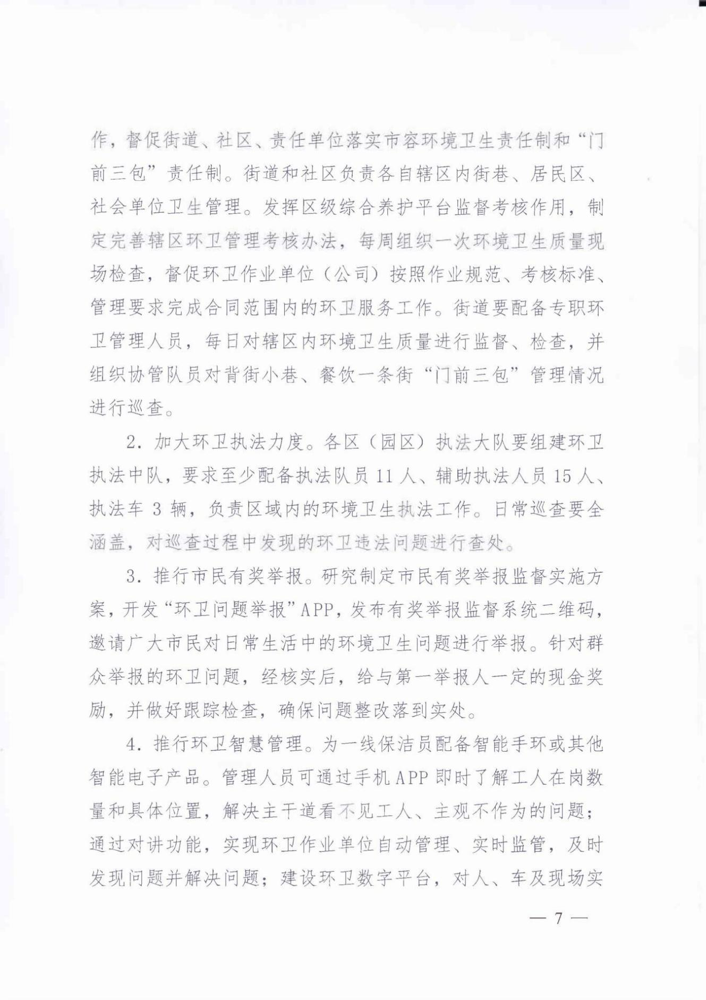 作，督促街道、社区、责任单位落实市容环境卫生责任制和“门
前三包”责任制。街道和社区负责各自辖区内街巷、居民区、
社会单位卫生管理。发挥区级综合养护平台监督考核作用，制
定完善辖区环卫管理考核办法，每周组织一次环境卫生质量现
场检查，督促环卫作业单位（公司）按照作业规范、考核标准、
管理要求完成合同范围内的环卫服务工作。街道要配备专职环
卫管理人员，每日对辖区内环境卫生质量进行监督、检查，并
组织协管队员对背街小巷、餐饮一条街“门前三包”管理情况
进行巡查。
2．加大环卫执法力度。各区（园区）执法大队要组建环卫
执法中队，要求至少配备执法队员 11 人、辅助执法人员 15 人、
执法车 3 辆，负责区域内的环境卫生执法工作。日常巡查要全
涵盖，对巡查过程中发现的环卫违法问题进行查处。
3．推行市民有奖举报。研究制定市民有奖举报监督实施方
案，开发“环卫问题举报”APP，发布有奖举报监督系统二维码，
邀请广大市民对日常生活中的环境卫生问题进行举报。针对群
众举报的环卫问题，经核实后，给与第一举报人一定的现金奖
励，并做好跟踪检查，确保问题整改落到实处。
4．推行环卫智慧管理。为一线保洁员配备智能手环或其他
智能电子产品。管理人员可通过手机 APP 即时了解工人在岗数
量和具体位置，解决主干道看不见工人、主观不作为的问题；
通过对讲功能，实现环卫作业单位自动管理、实时监管，及时
发现问题并解决问题；建设环卫数字平台，对人、车及现场实
— 7 —